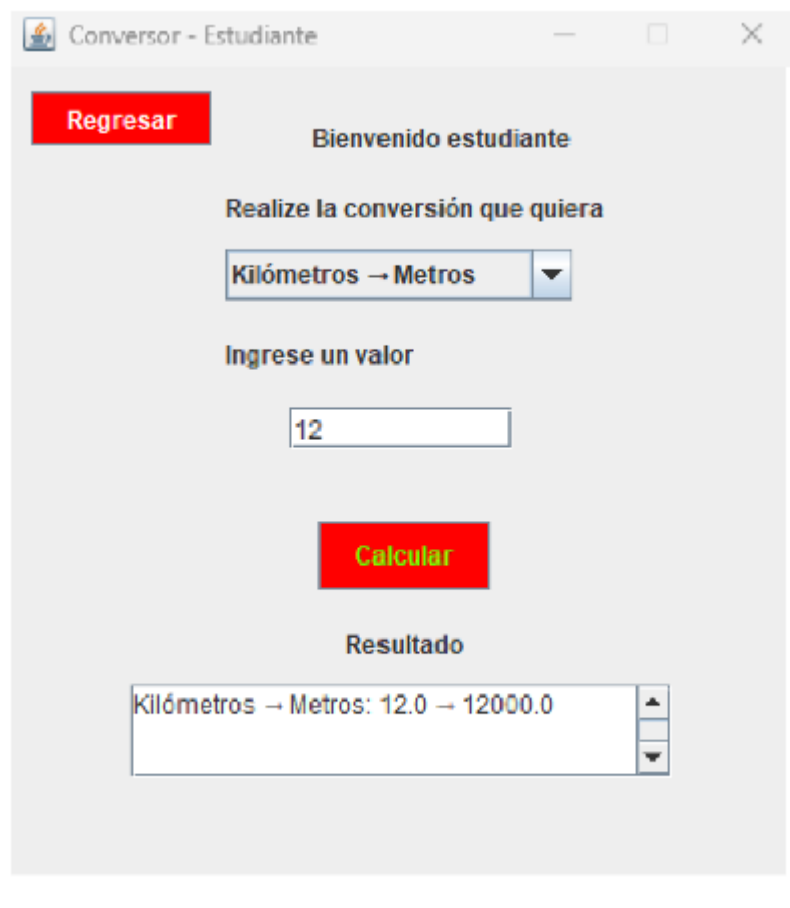 Conversor - Estudiante
Regresar
Bienvenido estudiante
Realize la conversión que quiera
Kilómetros → Metros
Ingrese un valor
12
Calcular
Resultado
Kilómetros → Metros: 12.0 → 12000.0